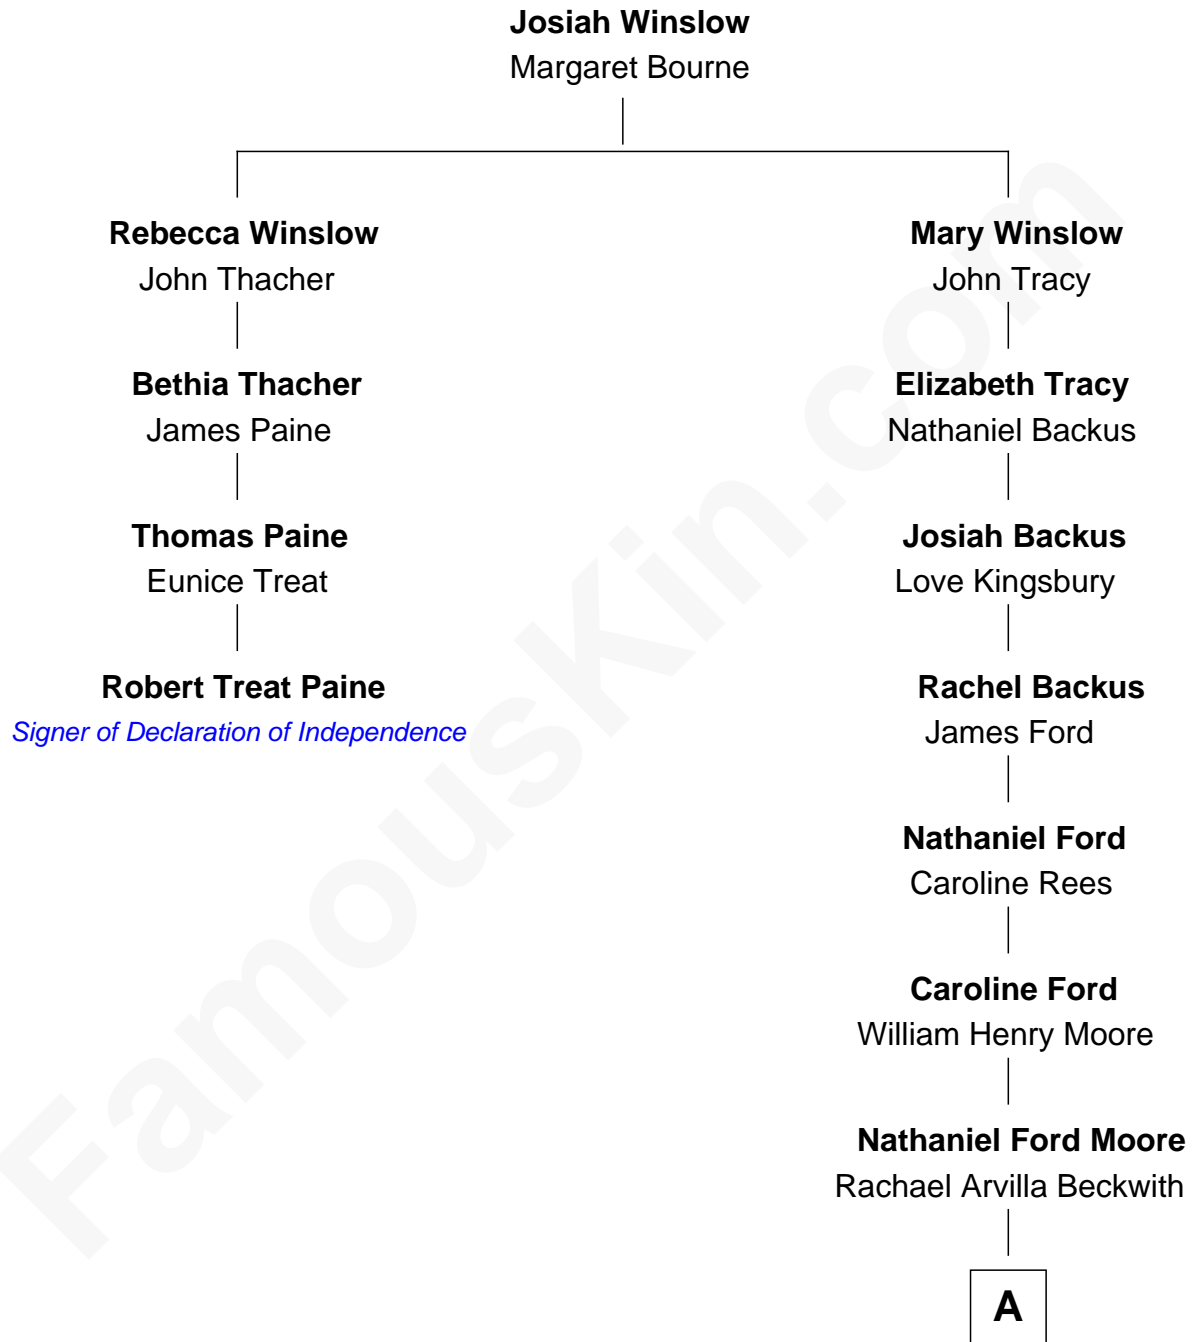 Josiah Winslow
Margaret Bourne
Rebecca Winslow
John Thacher
Mary Winslow
John Tracy
Bethia Thacher
James Paine
Elizabeth Tracy
Nathaniel Backus
Thomas Paine
Eunice Treat
Josiah Backus
Love Kingsbury
Robert Treat Paine
Signer of Declaration of Independence
Rachel Backus
James Ford
Nathaniel Ford
Caroline Rees
Caroline Ford
William Henry Moore
Nathaniel Ford Moore
Rachael Arvilla Beckwith
A
FamousKin.com